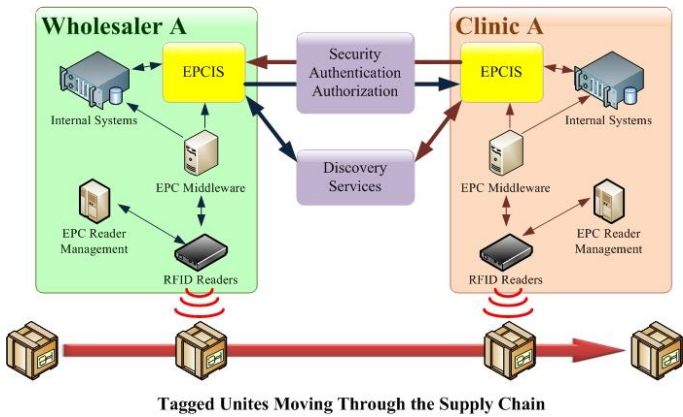 Wholesaler A
EPCIS
Internal Systems
EPC Middleware
EPC Reader
Management
RFID Readers
Security
Authentication
Authorization
Discovery
Services
Clinic A
EPCIS
Internal Systems
EPC Middleware
EPC Reader
Management
RFID Readers
Tagged Unites Moving Through the Supply Chain